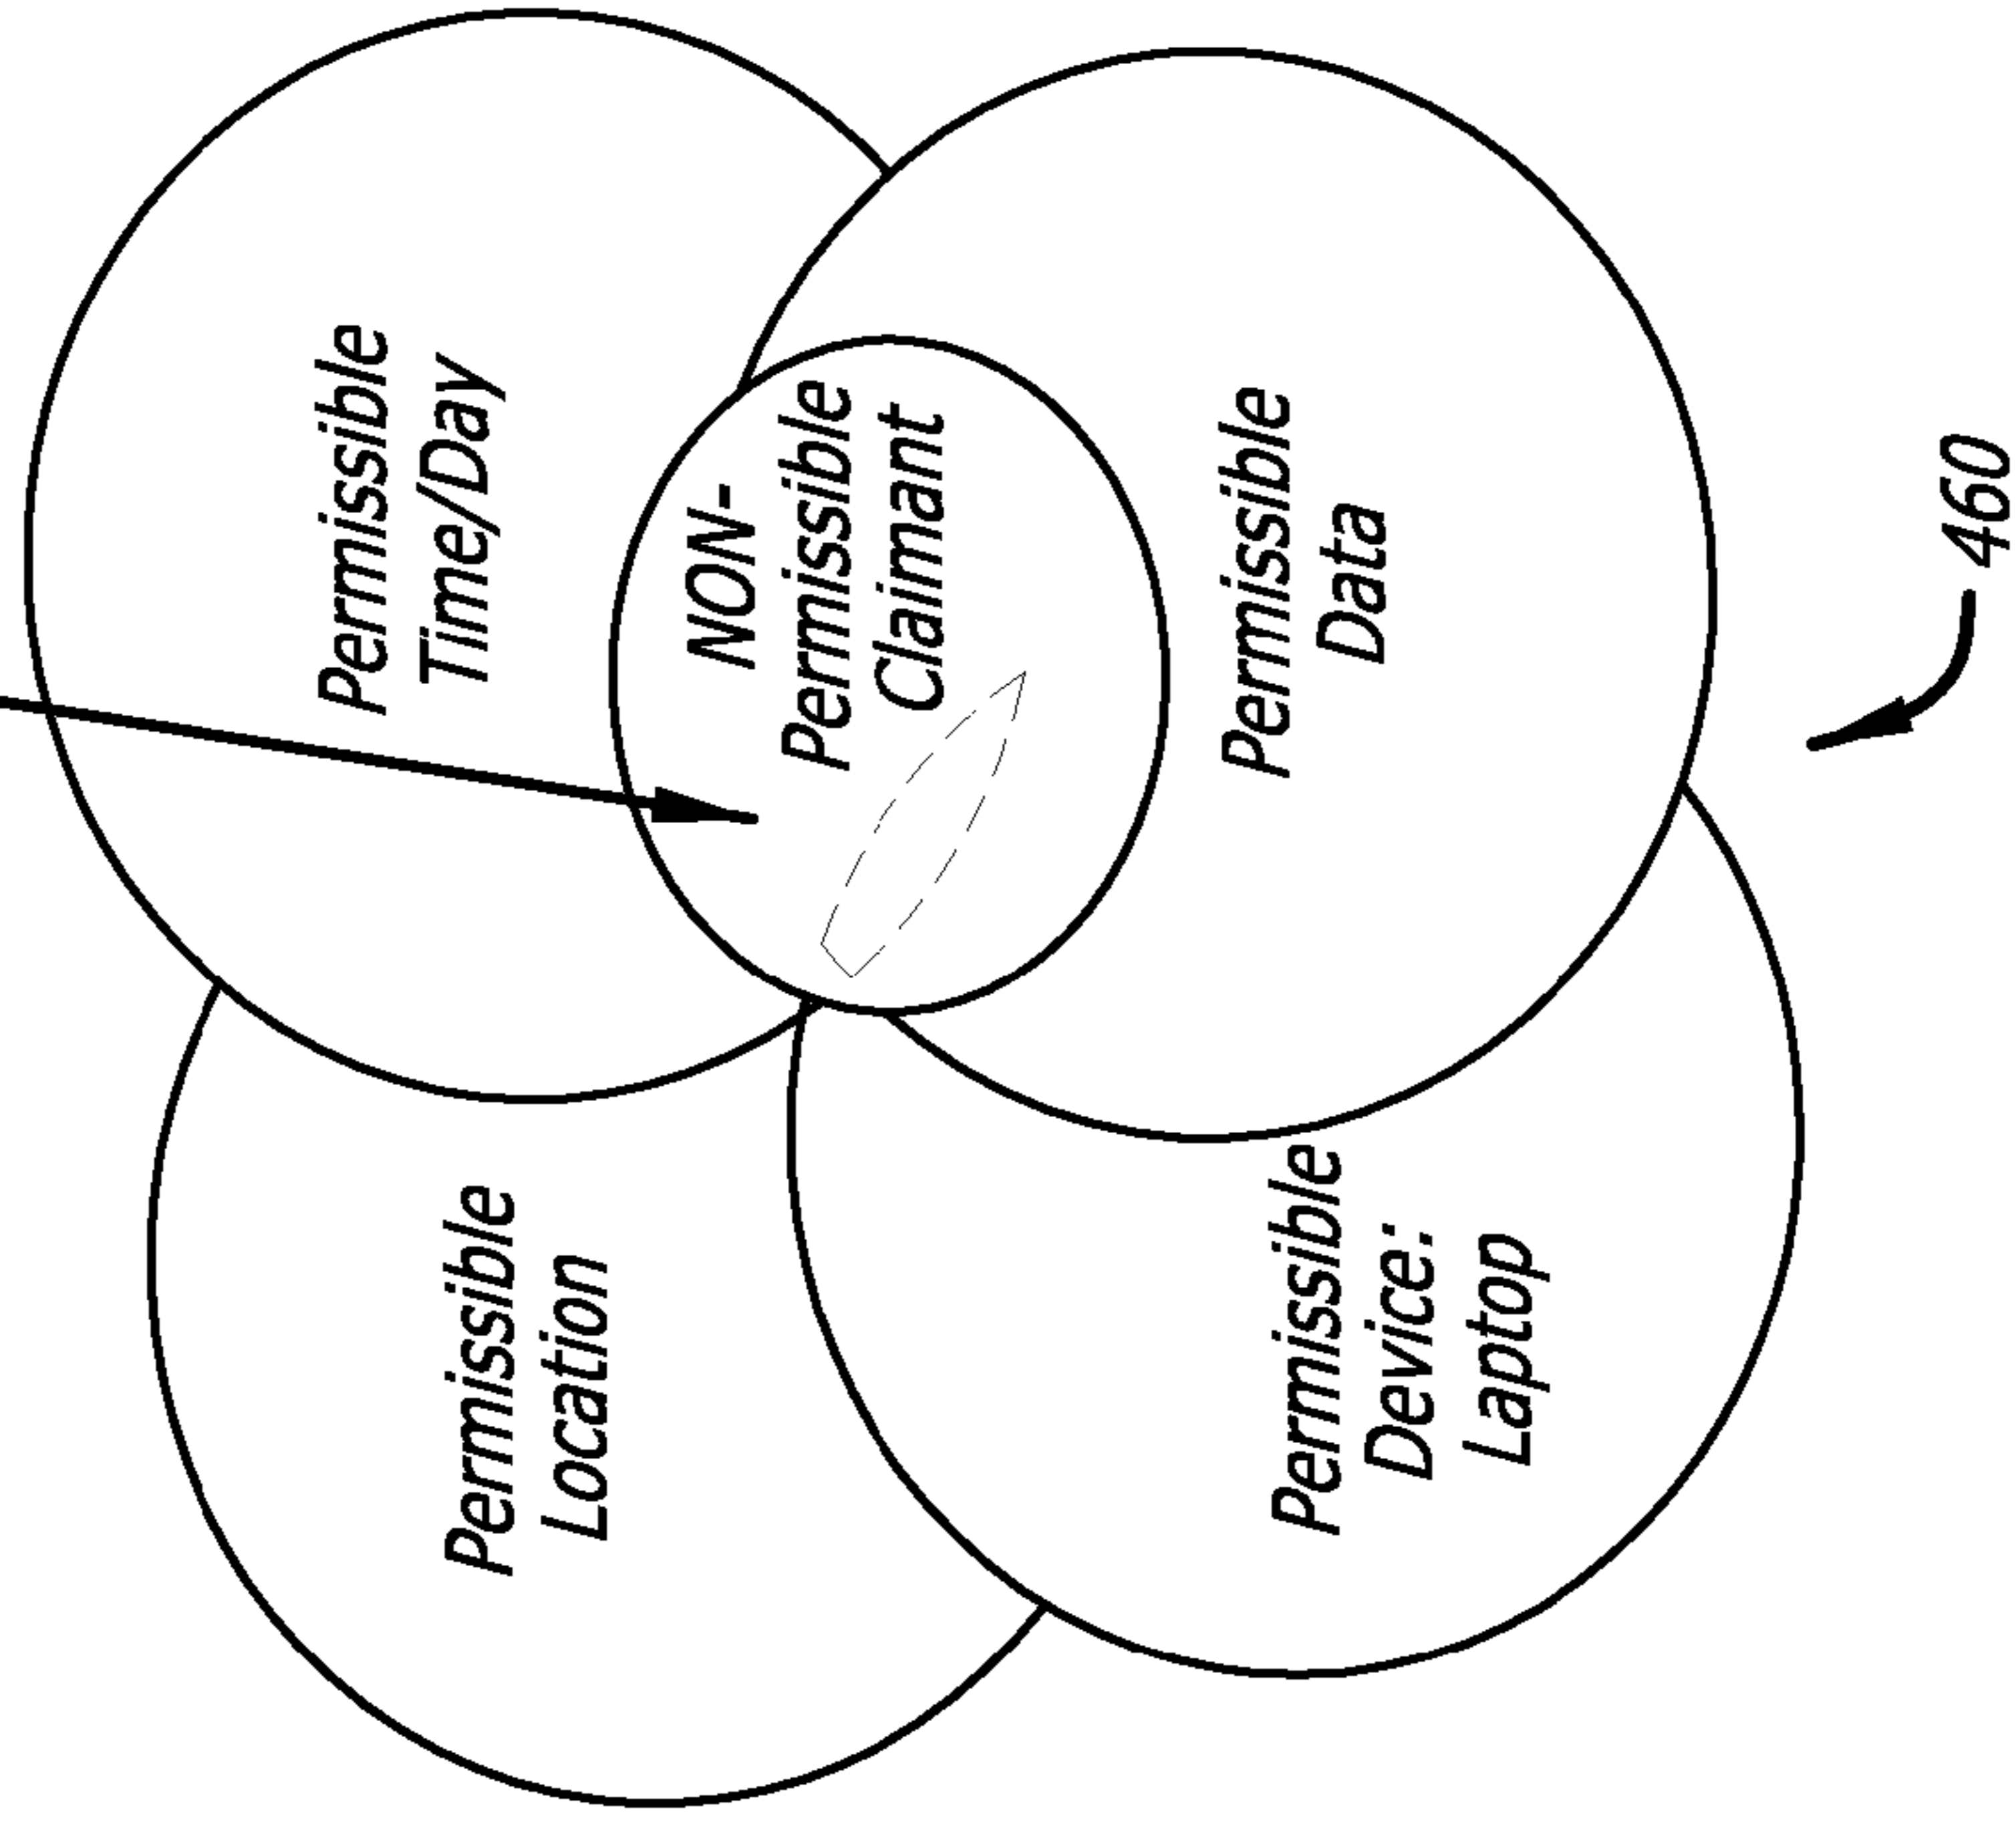 Permissible
Location
Permissible
Time/Day
NON-
Permissible
Claimant
Permissible
Device:
Laptop
Permissible
Data
460